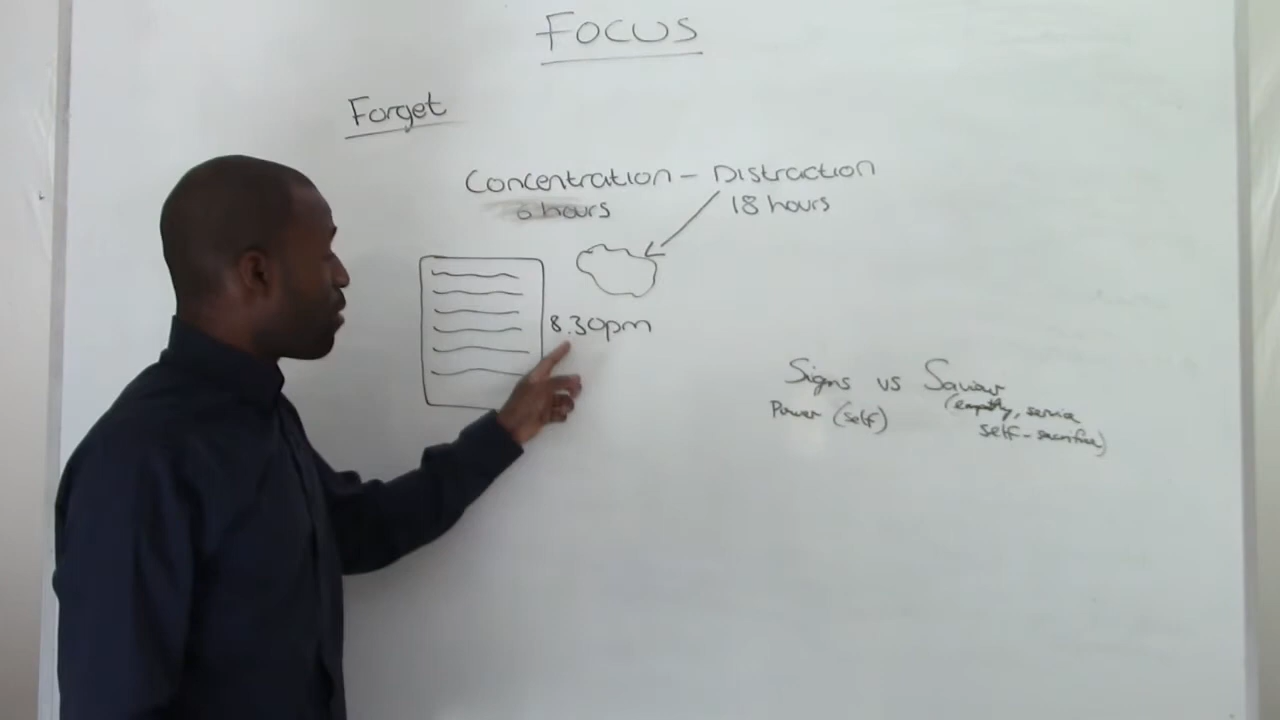 FOCUS
Forget
Concentration - Distraction
6 hours 18 hours
8.30pm
Signs vs Saviour
Power (self) (empathy, service
self-sacrifice)